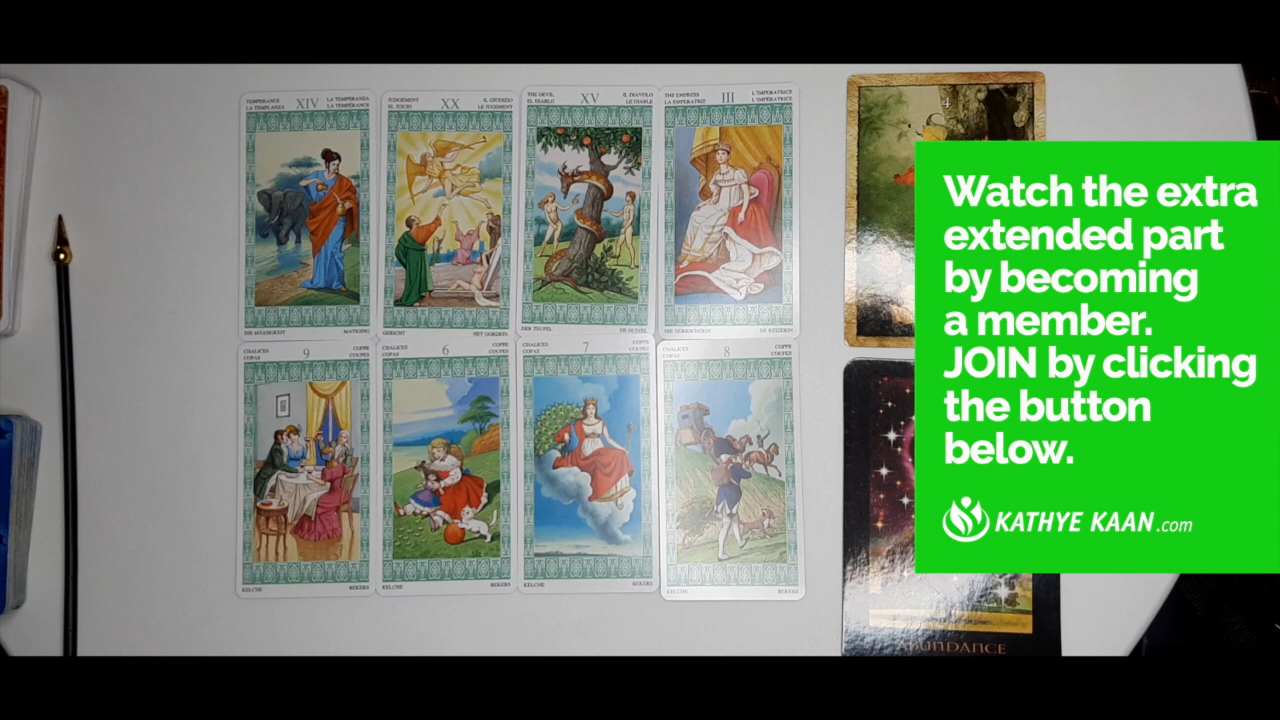 TEMPERANCE
LA TEMPLANZA
XIV
LA TEMPERANZA
LA TEMPÉRANCE
DIE MÄSSIGKEIT
MATIGING
JUDGEMENT
EL JUICIO
XX
IL GIUDIZIO
LE JUGEMENT
GERICHT
HET OORDEEL
THE DEVIL
EL DIABLO
XV
IL DIAVOLO
LE DIABLE
DER TEUFEL
DE DUIVEL
THE EMPRESS
LA EMPERATRIZ
III
L'IMPERATRICE
L'IMPÉRATRICE
DIE HERRSCHERIN
DE KEIZERIN
4
CHALICES
COPAS
9
COPPE
COUPES
KELCHE
BEKERS
CHALICES
COPAS
6
COPPE
COUPES
KELCHE
BEKERS
CHALICES
COPAS
7
COPPE
COUPES
KELCHE
BEKERS
CHALICES
COPAS
8
COPPE
COUPES
KELCHE
BEKERS
ABUNDANCE
Watch the extra
extended part
by becoming
a member.
JOIN by clicking
the button
below.
KATHYE KAAN.com